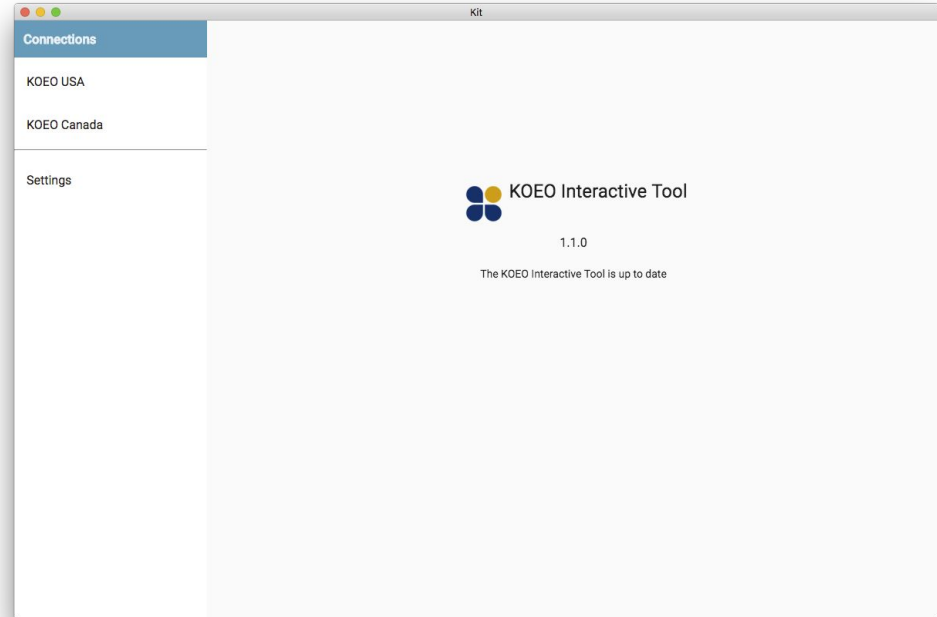 Kit
Connections
KOEO USA
KOEO Canada
Settings
KOEO Interactive Tool
1.1.0
The KOEO Interactive Tool is up to date